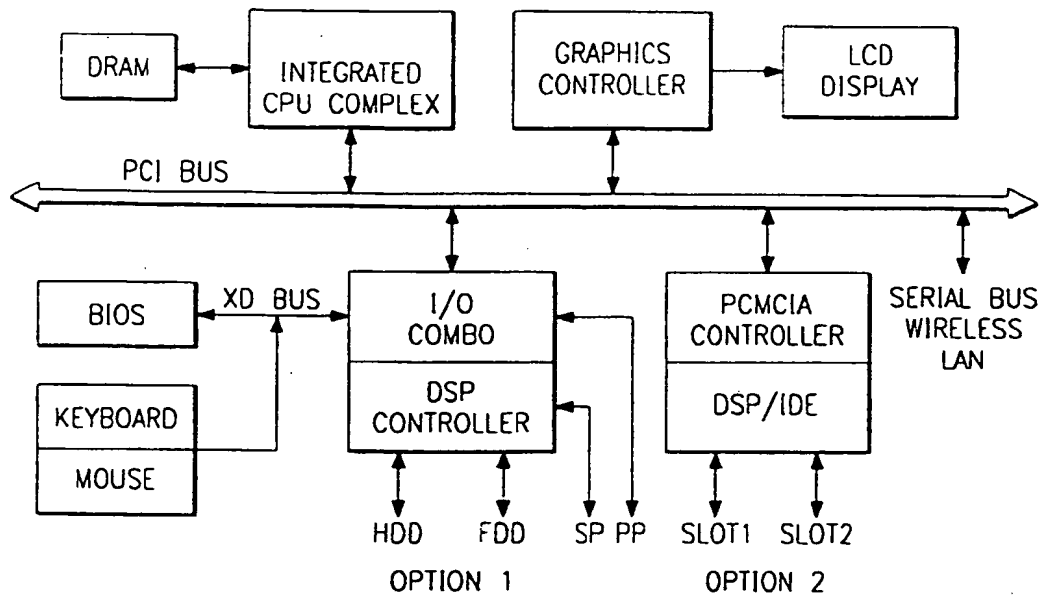 DRAM
INTEGRATED
CPU COMPLEX
GRAPHICS
CONTROLLER
LCD
DISPLAY
PCI BUS
BIOS
XD BUS
I/O
COMBO
PCMCIA
CONTROLLER
SERIAL BUS
WIRELESS
LAN
KEYBOARD
MOUSE
DSP
CONTROLLER
DSP/IDE
HDD
FDD
SP
PP
SLOT1
SLOT2
OPTION 1
OPTION 2